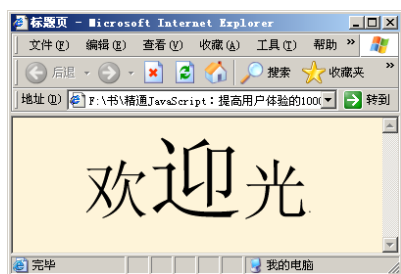 标题页 - Microsoft Internet Explorer
文件(F) 编辑(E) 查看(V) 收藏(A) 工具(T) 帮助 »
后退 搜索 收藏夹 »
地址(D) F:\书\精通JavaScript：提高用户体验的100 转到
欢迎光
完毕 我的电脑